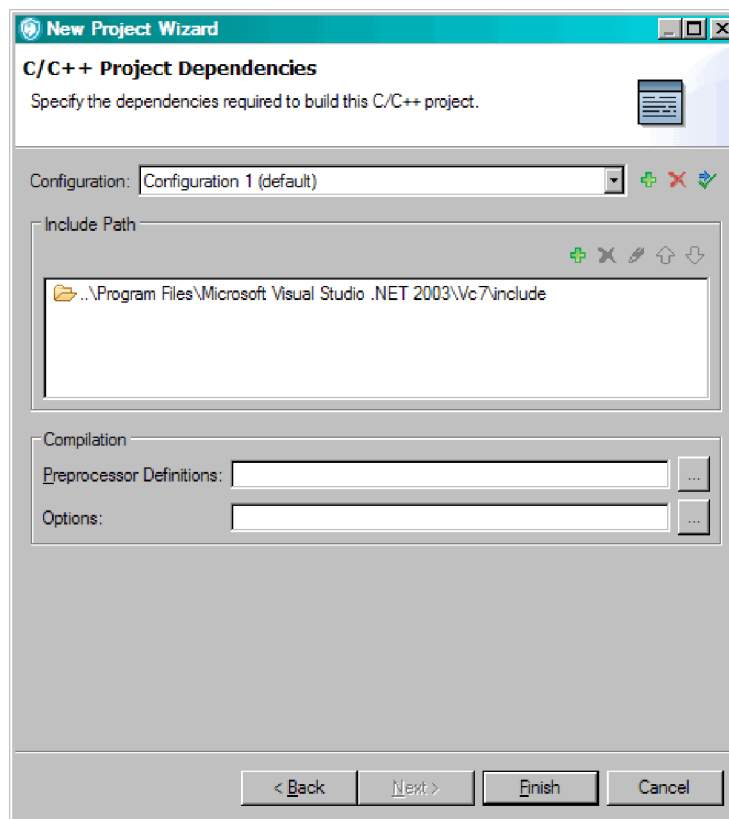 New Project Wizard
C/C++ Project Dependencies
Specify the dependencies required to build this C/C++ project.
Configuration: Configuration 1 (default)
Include Path
..\Program Files\Microsoft Visual Studio .NET 2003\Vc7\include
Compilation
Preprocessor Definitions: ...
Options: ...
< Back Next > Finish Cancel